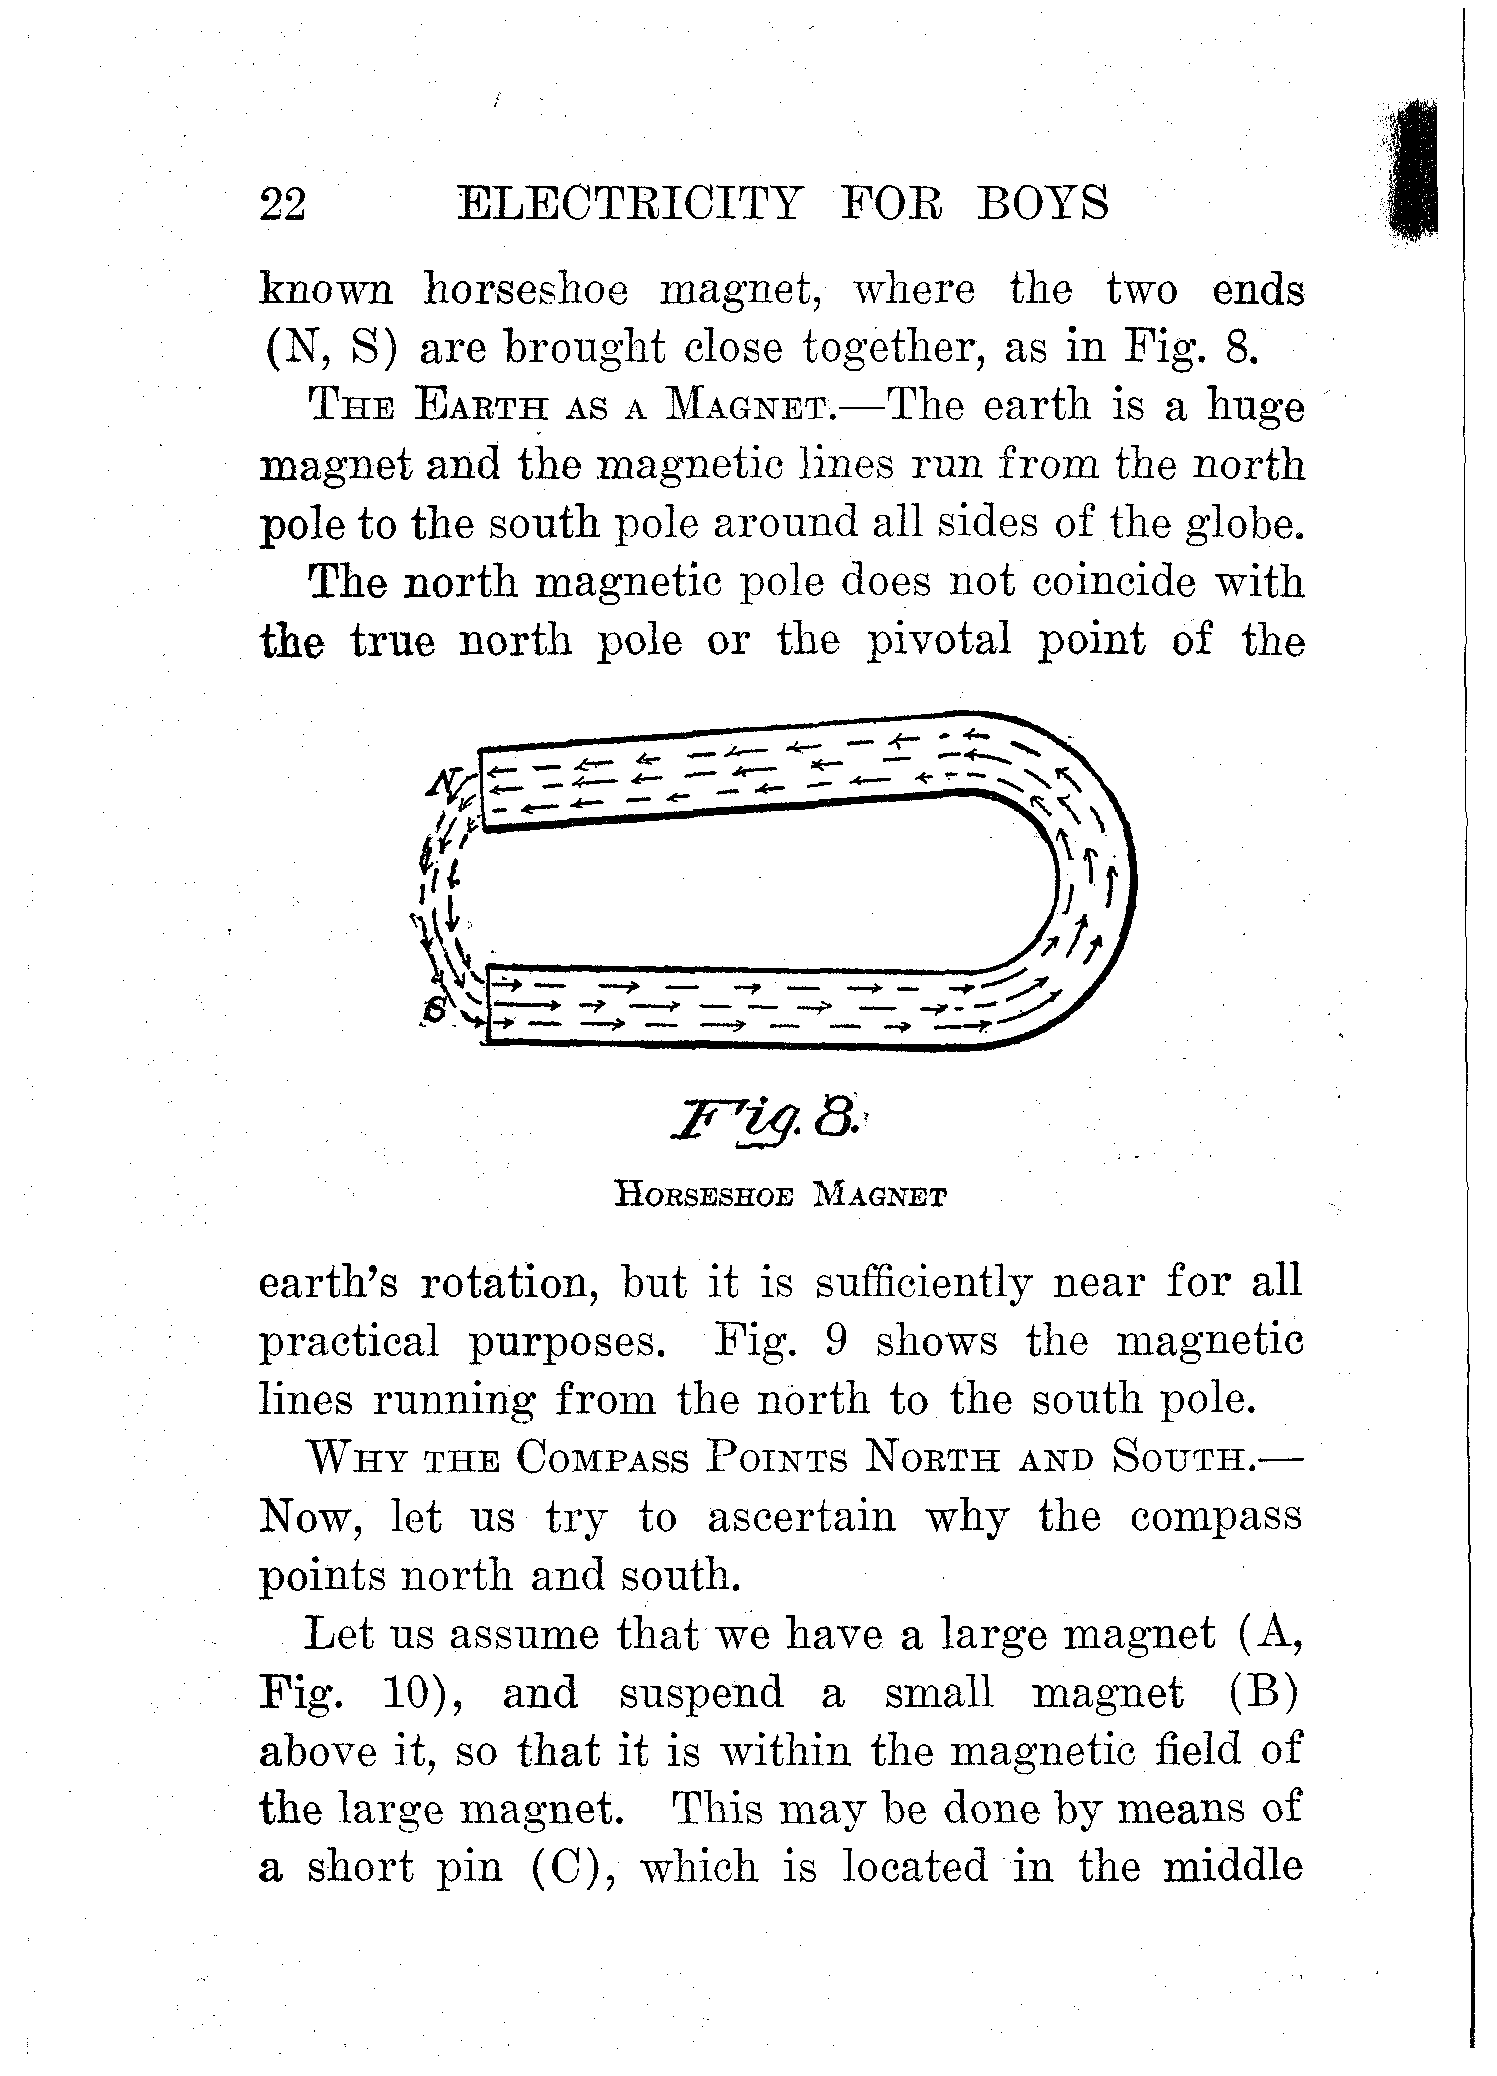 22 ELECTRICITY FOR BOYS
known horseshoe magnet, where the two ends
(N, S) are brought close together, as in Fig. 8.
THE EARTH AS A MAGNET.—The earth is a huge
magnet and the magnetic lines run from the north
pole to the south pole around all sides of the globe.
The north magnetic pole does not coincide with
the true north pole or the pivotal point of the
N
S
Fig. 8.
HORSESHOE MAGNET
earth's rotation, but it is sufficiently near for all
practical purposes. Fig. 9 shows the magnetic
lines running from the north to the south pole.
WHY THE COMPASS POINTS NORTH AND SOUTH.—
Now, let us try to ascertain why the compass
points north and south.
Let us assume that we have a large magnet (A,
Fig. 10), and suspend a small magnet (B)
above it, so that it is within the magnetic field of
the large magnet. This may be done by means of
a short pin (C), which is located in the middle